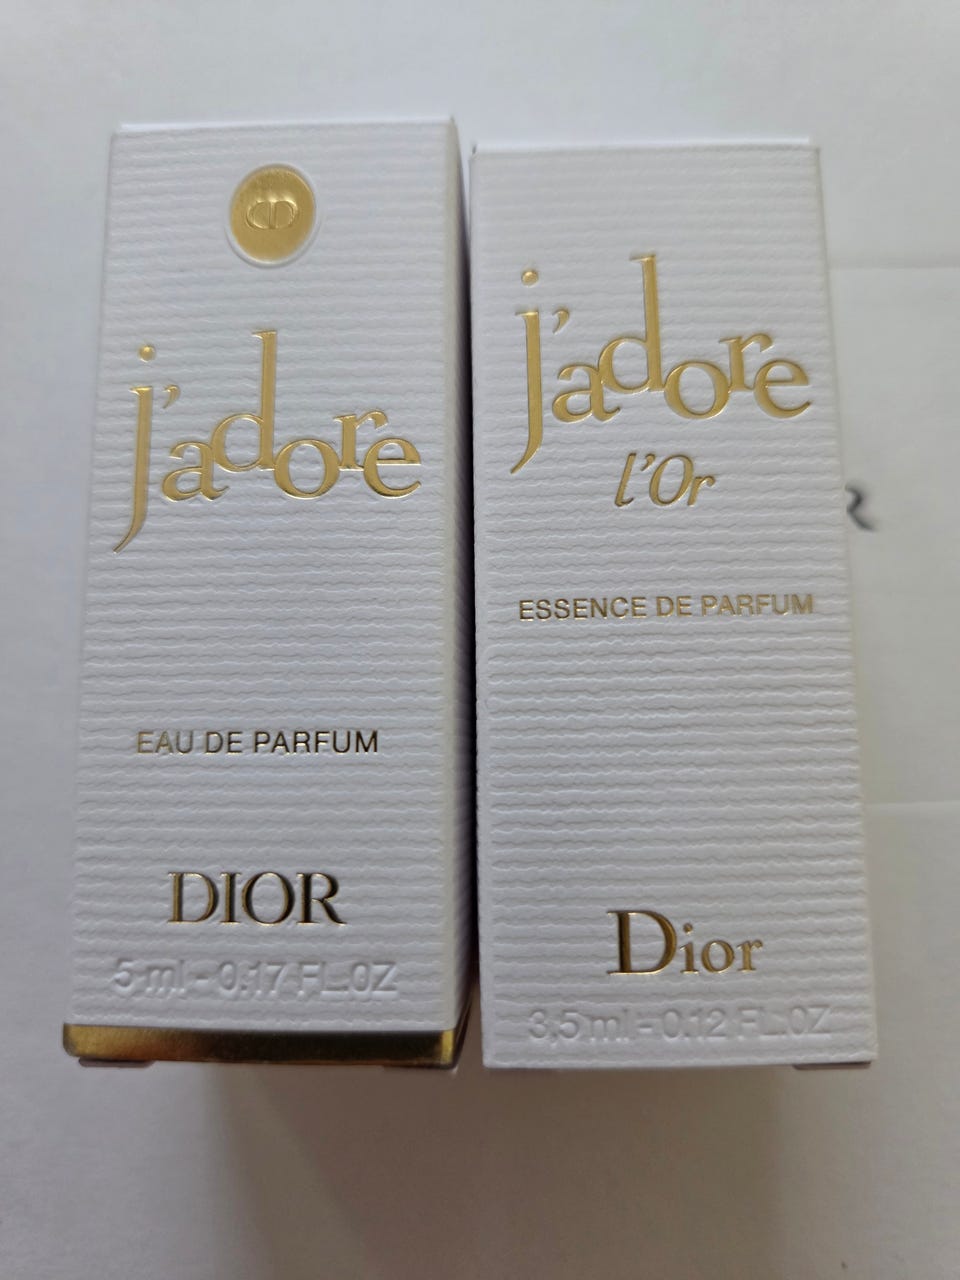 j'adore
EAU DE PARFUM
DIOR
5 ml - 0.17 FL.OZ
j'adore
l'Or
ESSENCE DE PARFUM
Dior
3,5 ml - 0.12 FL.OZ